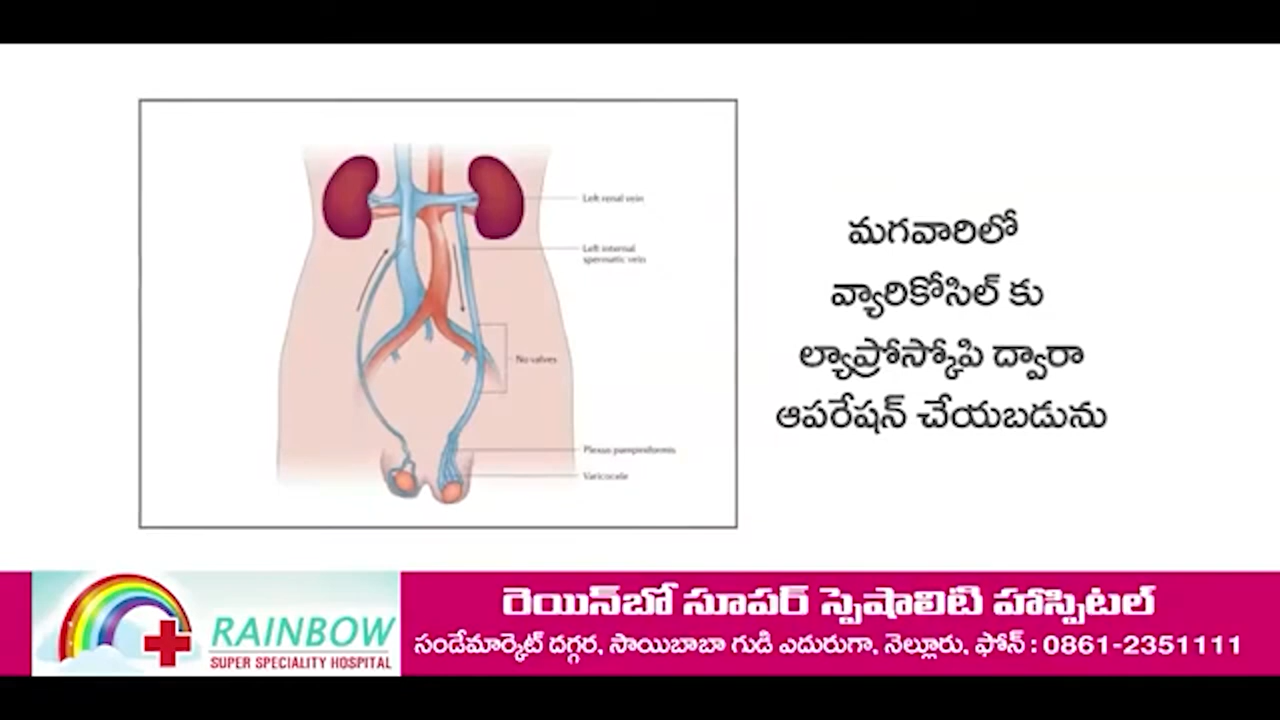 Left renal vein
Left internal
spermatic vein
No valves
Plexus pampiniformis
Varicocele
మగవారిలో
వ్యారికోసిల్ కు
ల్యాప్రోస్కోపి ద్వారా
ఆపరేషన్ చేయబడును
RAINBOW
SUPER SPECIALITY HOSPITAL
రెయిన్‌బో సూపర్ స్పెషాలిటి హాస్పిటల్
సండేమార్కెట్ దగ్గర, సాయిబాబా గుడి ఎదురుగా, నెల్లూరు, ఫోన్ : 0861-2351111